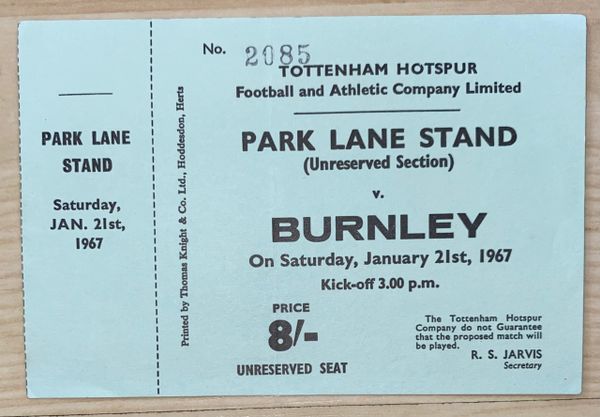 PARK LANE
STAND
Saturday,
JAN. 21st,
1967
Printed by Thomas Knight & Co. Ltd., Hoddesdon, Herts
No. 2085
TOTTENHAM HOTSPUR
Football and Athletic Company Limited
PARK LANE STAND
(Unreserved Section)
v.
BURNLEY
On Saturday, January 21st, 1967
Kick-off 3.00 p.m.
PRICE
8/-
UNRESERVED SEAT
The Tottenham Hotspur
Company do not Guarantee
that the proposed match will
be played.
R. S. JARVIS
Secretary